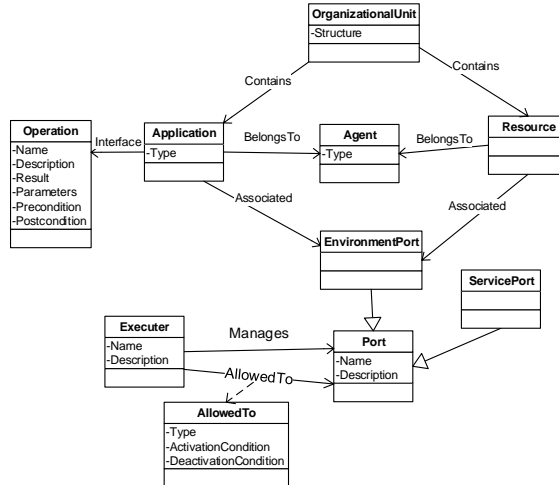 OrganizationalUnit
-Structure
Contains
Contains
Operation
-Name
-Description
-Result
-Parameters
-Precondition
-Postcondition
Interface
Application
-Type
BelongsTo
Agent
-Type
BelongsTo
Resource
Associated
Associated
EnvironmentPort
ServicePort
Executer
-Name
-Description
Manages
AllowedTo
Port
-Name
-Description
AllowedTo
-Type
-ActivationCondition
-DeactivationCondition